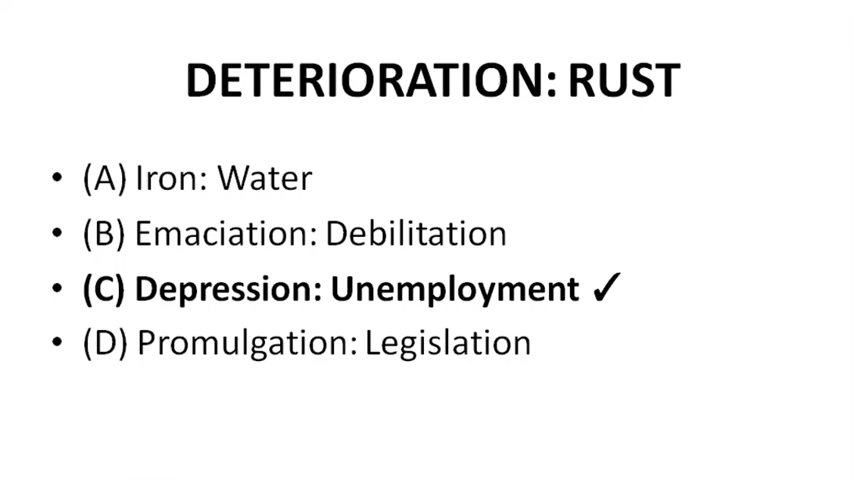 DETERIORATION: RUST
• (A) Iron: Water
• (B) Emaciation: Debilitation
• (C) Depression: Unemployment ✓
• (D) Promulgation: Legislation